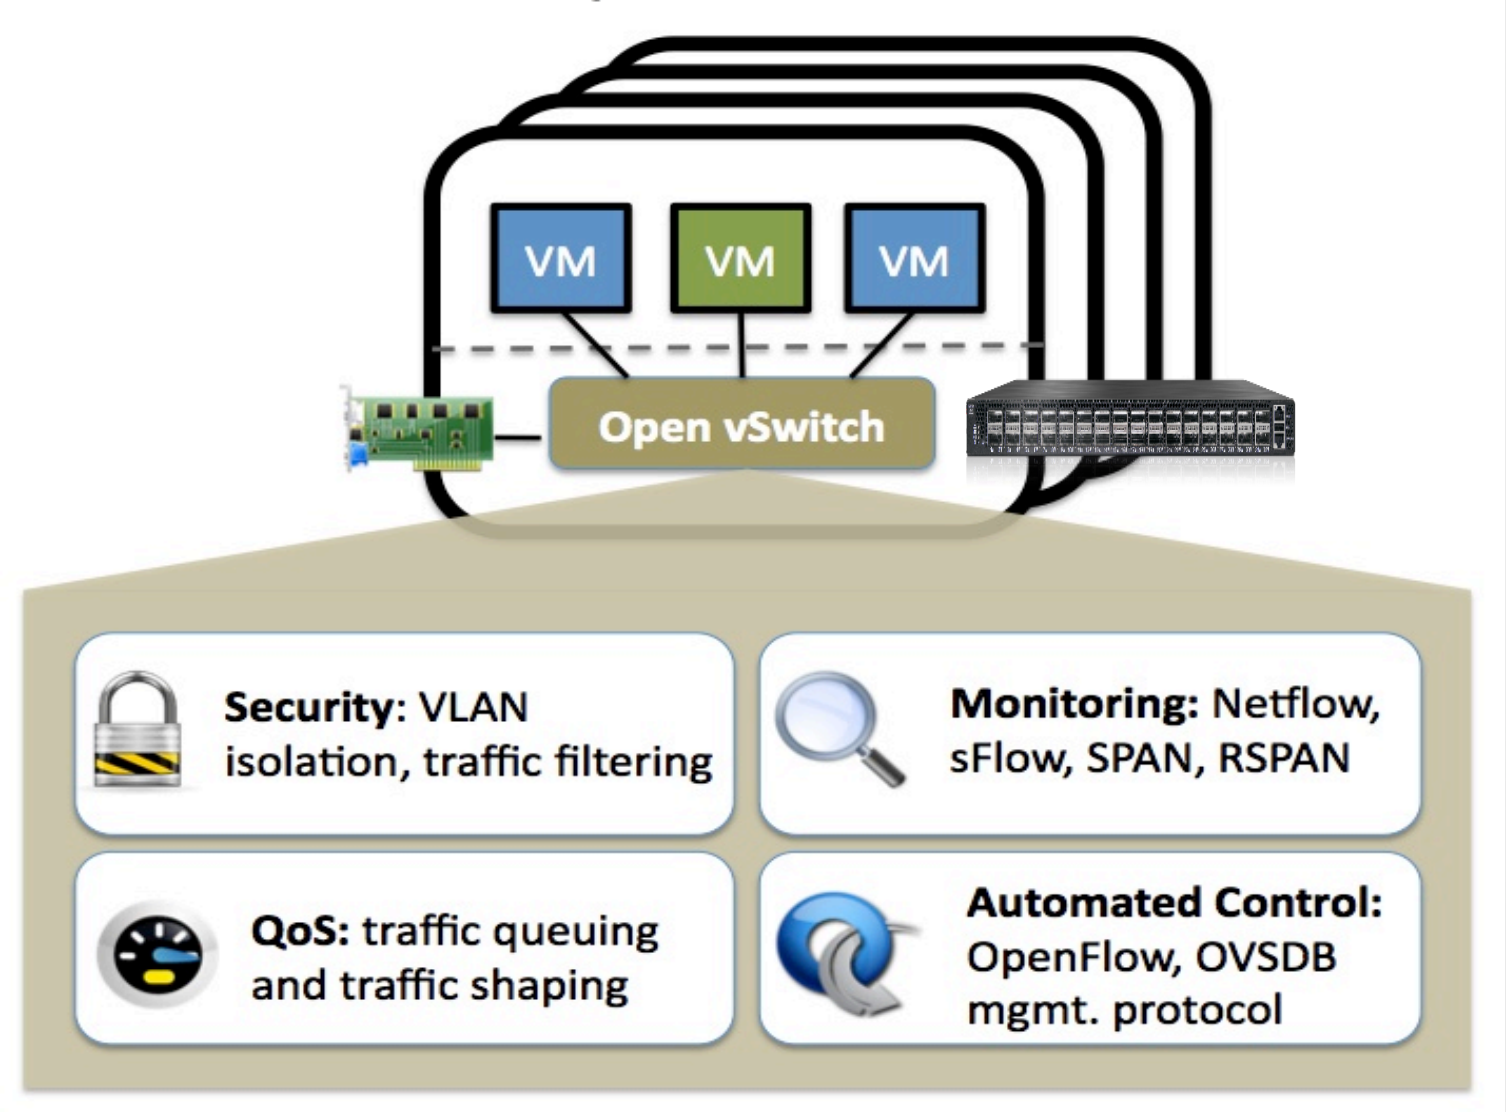 VM
VM
VM
Open vSwitch
Security: VLAN
isolation, traffic filtering
Monitoring: Netflow,
sFlow, SPAN, RSPAN
QoS: traffic queuing
and traffic shaping
Automated Control:
OpenFlow, OVSDB
mgmt. protocol